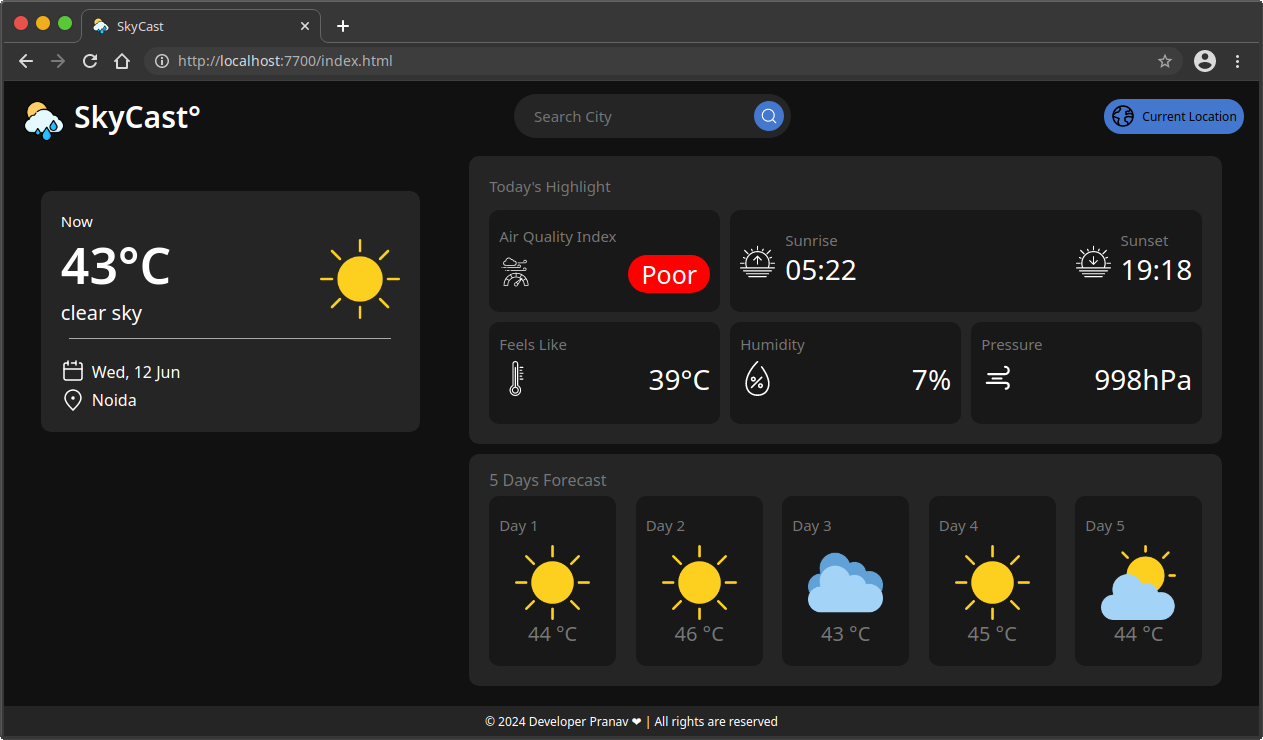 SkyCast
http://localhost:7700/index.html
SkyCast°
Search City
Current Location
Now
43°C
clear sky
Wed, 12 Jun
Noida
Today's Highlight
Air Quality Index
Poor
Sunrise
05:22
Sunset
19:18
Feels Like
39°C
Humidity
7%
Pressure
998hPa
5 Days Forecast
Day 1
44 °C
Day 2
46 °C
Day 3
43 °C
Day 4
45 °C
Day 5
44 °C
© 2024 Developer Pranav ❤ | All rights are reserved